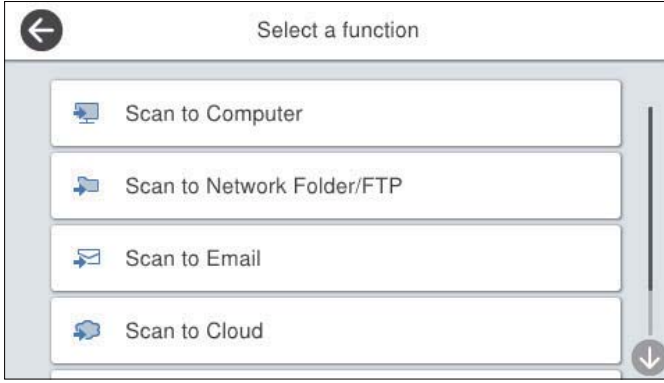 Select a function
Scan to Computer
Scan to Network Folder/FTP
Scan to Email
Scan to Cloud